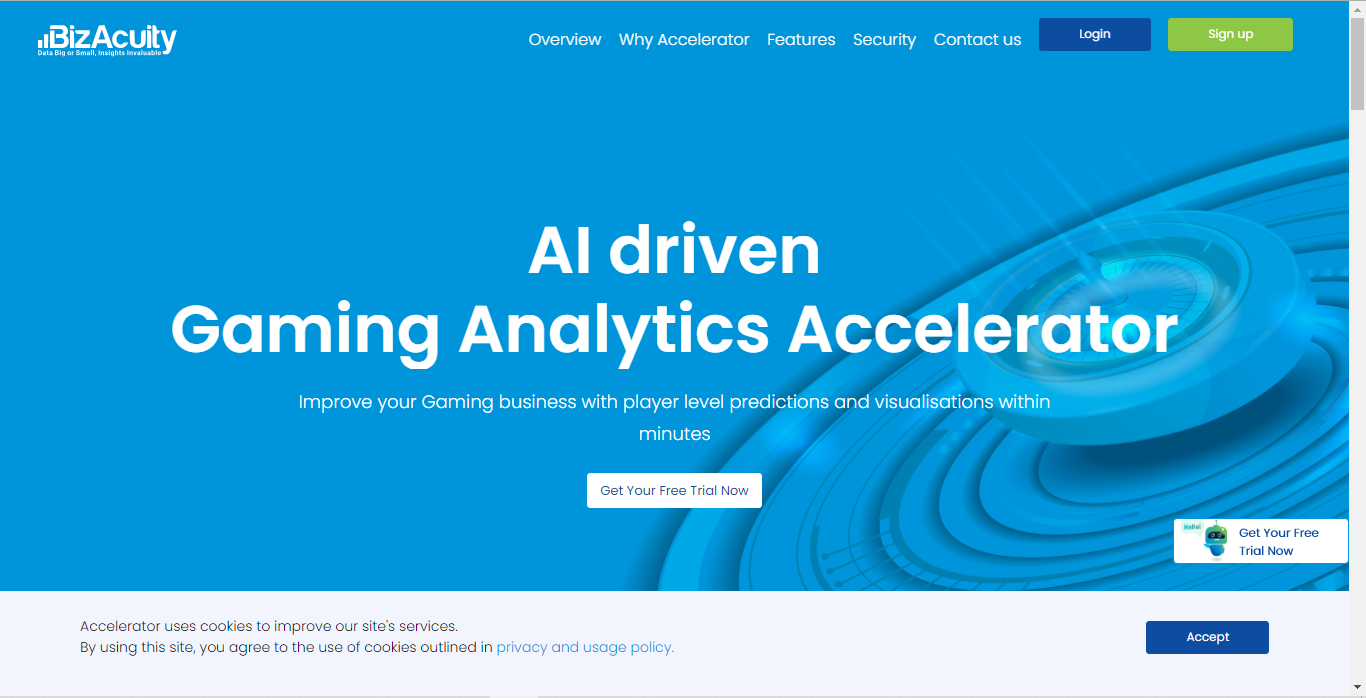 BizAcuity
Data Big or Small, Insights Invaluable
Overview
Why Accelerator
Features
Security
Contact us
Login
Sign up
AI driven
Gaming Analytics Accelerator
Improve your Gaming business with player level predictions and visualisations within
minutes
Get Your Free Trial Now
Hello!
Get Your Free
Trial Now
Accelerator uses cookies to improve our site's services.
By using this site, you agree to the use of cookies outlined in privacy and usage policy.
Accept